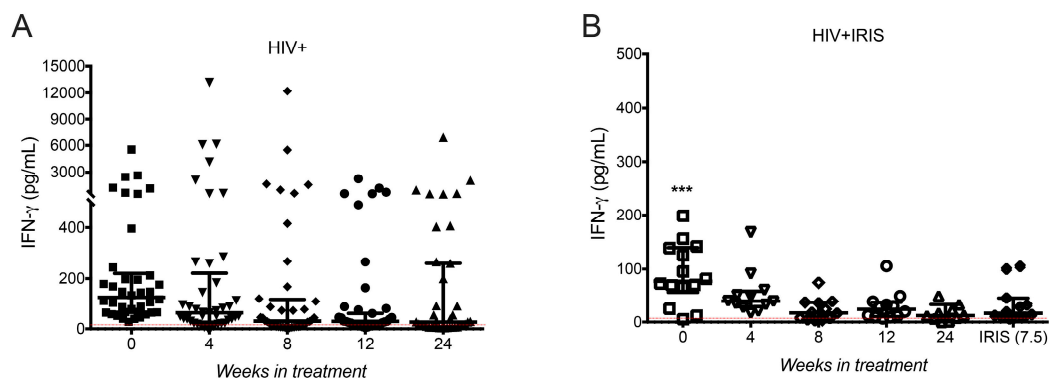 A
HIV+
IFN-γ (pg/mL)
15000
12000
9000
6000
3000
400
200
0
0 4 8 12 24
Weeks in treatment
B
HIV+IRIS
IFN-γ (pg/mL)
500
400
300
200
100
0
***
0 4 8 12 24 IRIS (7.5)
Weeks in treatment